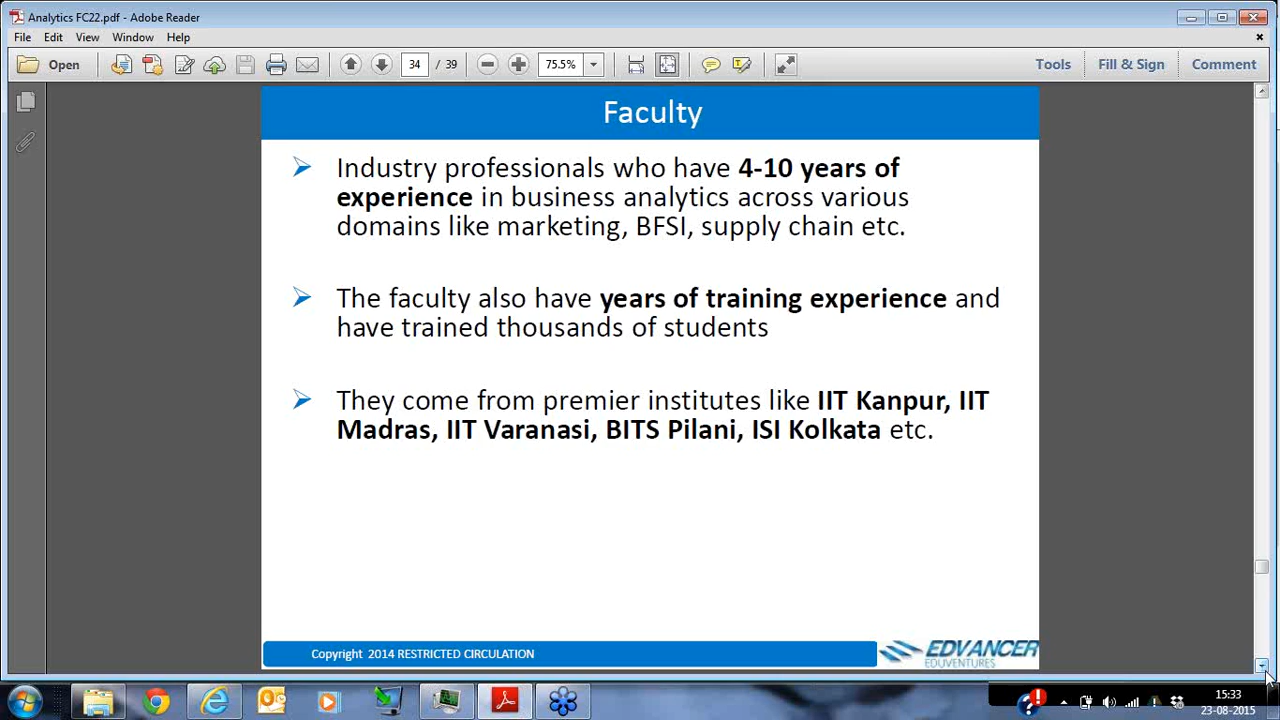 Analytics FC22.pdf - Adobe Reader
File Edit View Window Help
Open 34 / 39 75.5% Tools Fill & Sign Comment
Faculty
Industry professionals who have 4-10 years of
experience in business analytics across various
domains like marketing, BFSI, supply chain etc.
The faculty also have years of training experience and
have trained thousands of students
They come from premier institutes like IIT Kanpur, IIT
Madras, IIT Varanasi, BITS Pilani, ISI Kolkata etc.
Copyright 2014 RESTRICTED CIRCULATION
EDVANCER
EDUVENTURES
15:33
23-08-2015